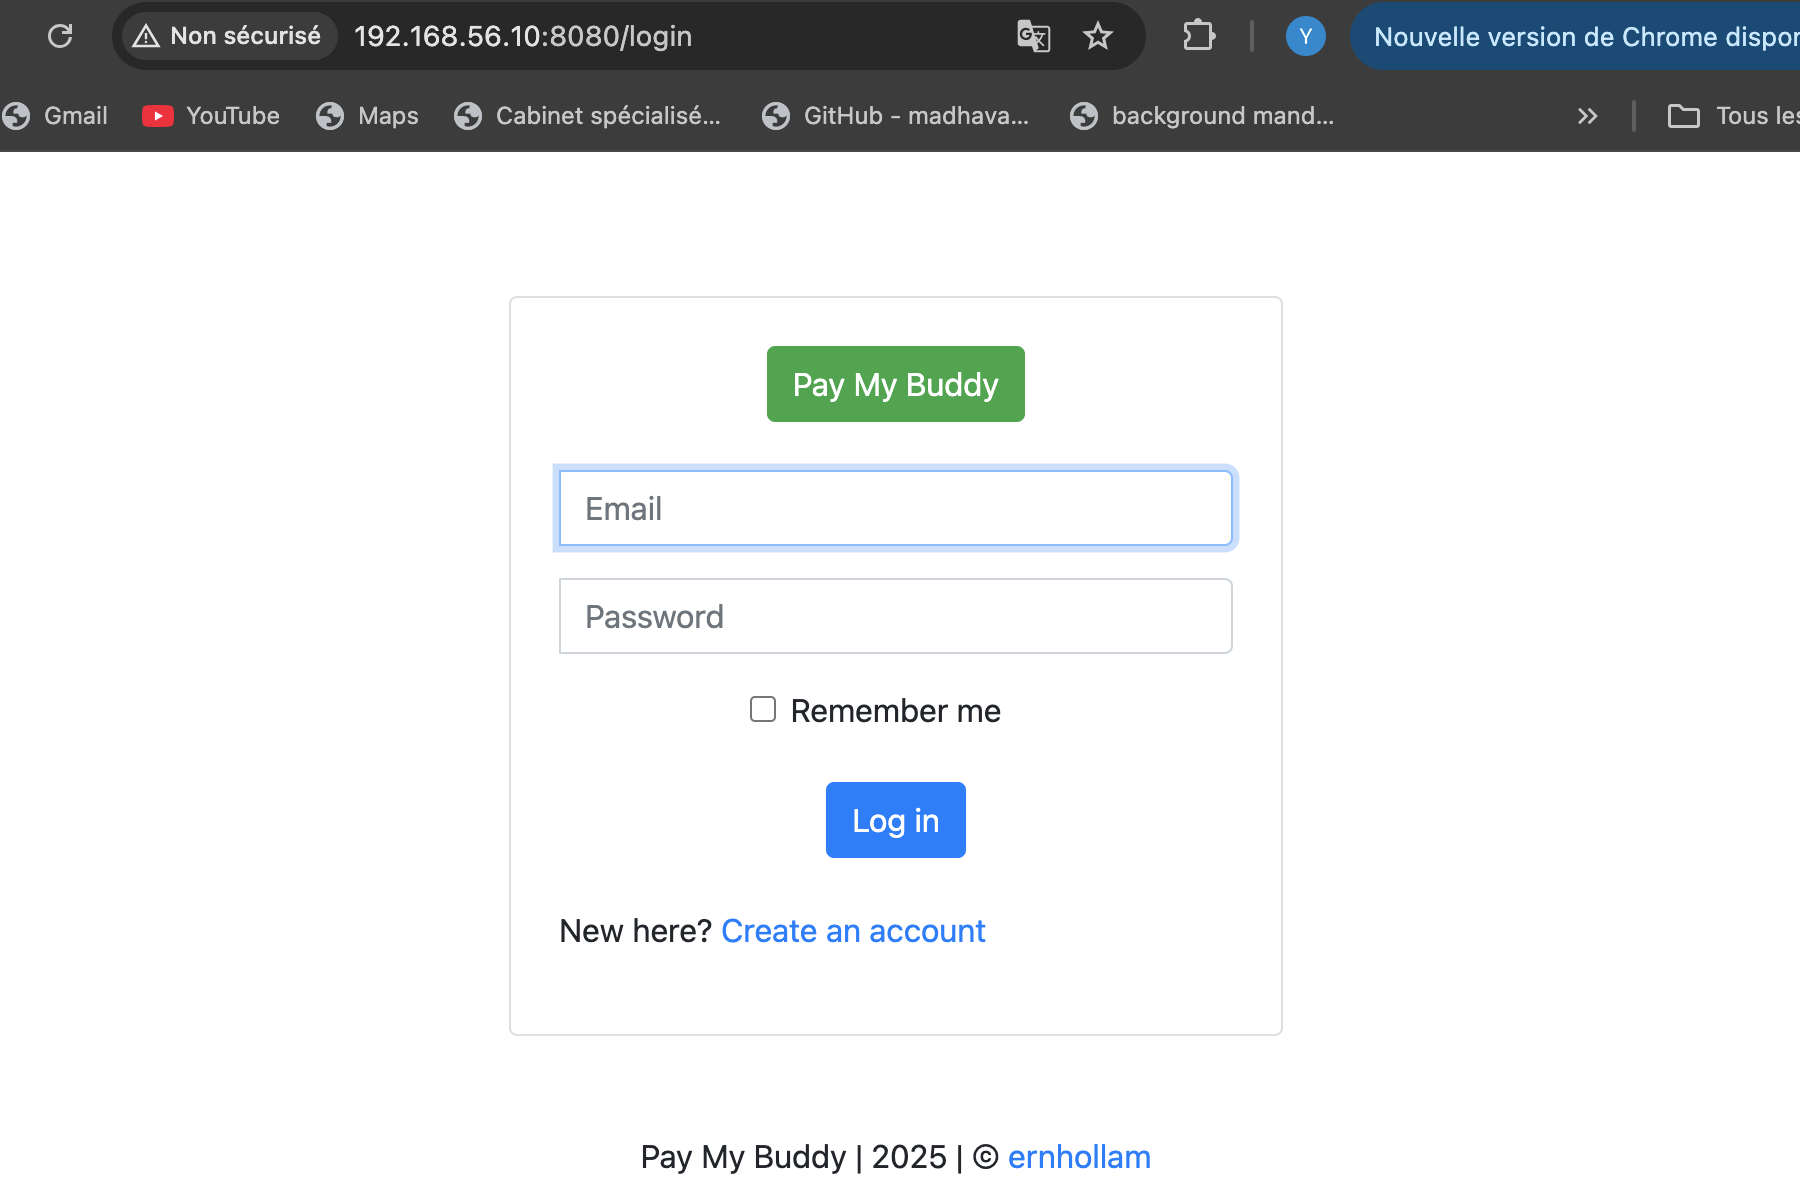 Non sécurisé 192.168.56.10:8080/login Y Nouvelle version de Chrome dispor
Gmail YouTube Maps Cabinet spécialisé... GitHub - madhava... background mand... Tous les
Pay My Buddy
Email
Password
Remember me
Log in
New here? Create an account
Pay My Buddy | 2025 | © ernhollam